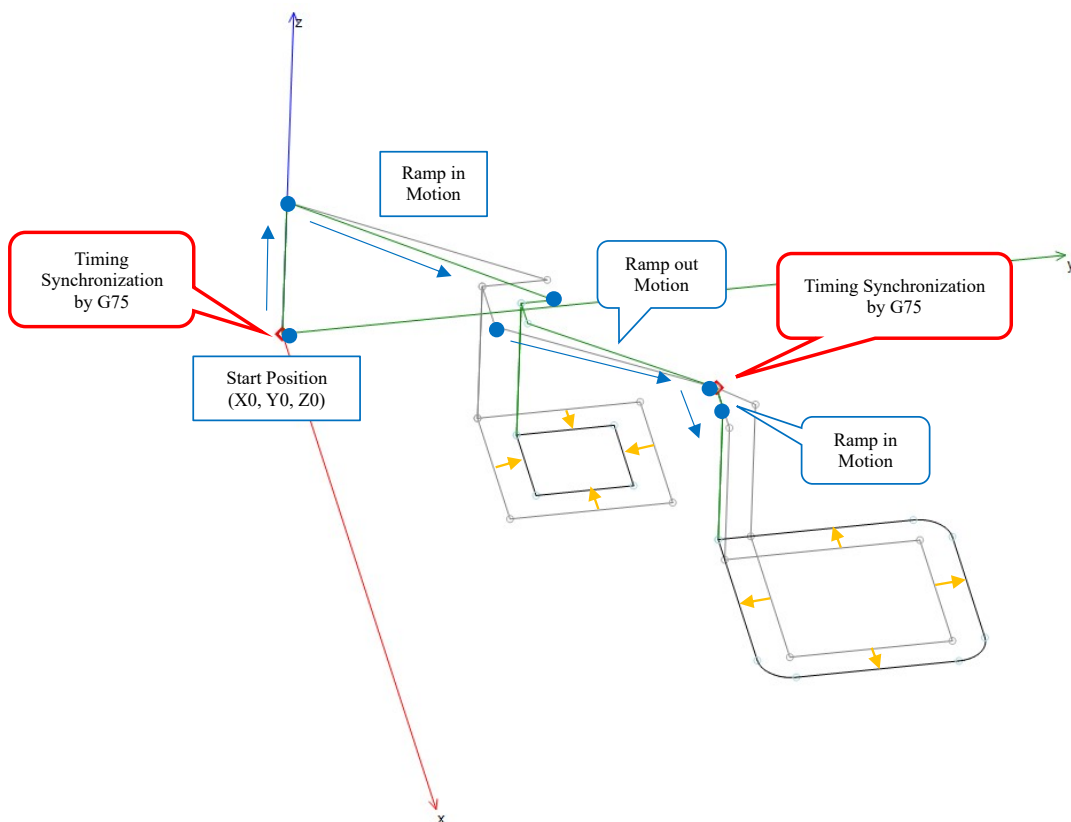 z
Ramp in
Motion
Timing
Synchronization
by G75
Ramp out
Motion
Timing Synchronization
by G75
y
Start Position
(X0, Y0, Z0)
Ramp in
Motion
x